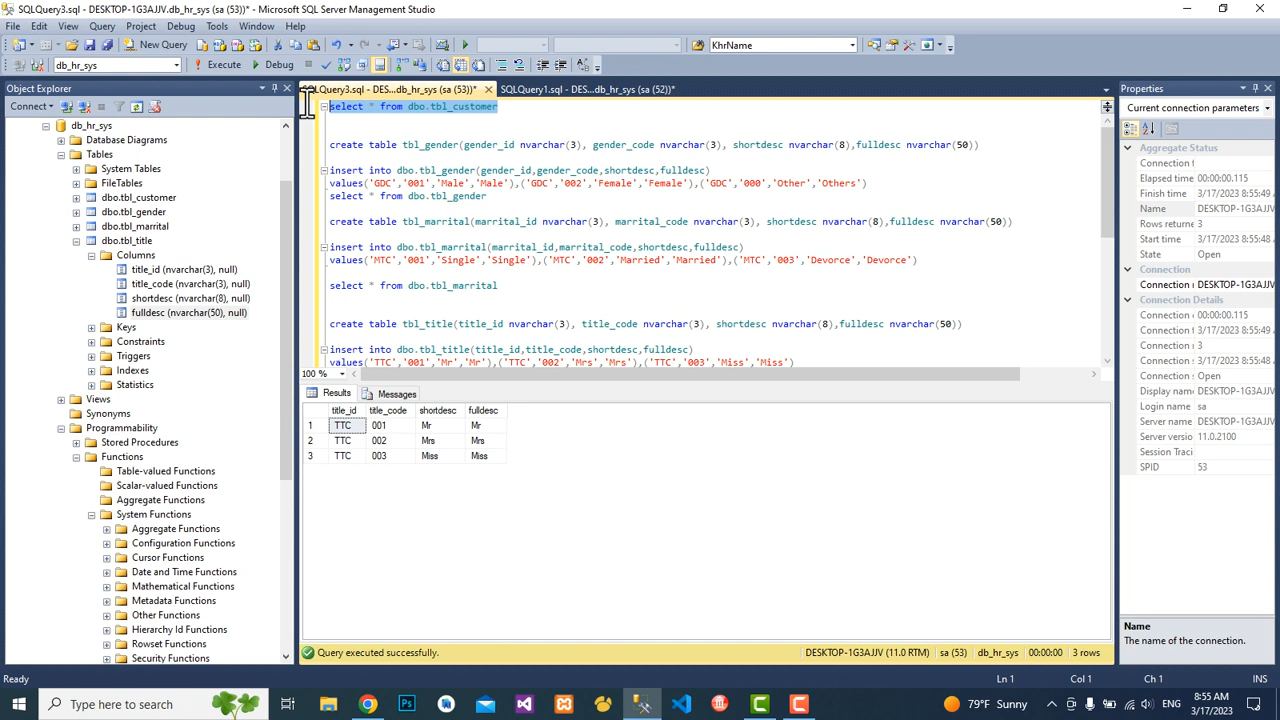 SQLQuery3.sql - DESKTOP-1G3AJJV.db_hr_sys (sa (53))* - Microsoft SQL Server Management Studio
File Edit View Query Project Debug Tools Window Help
New Query KhrName
db_hr_sys Execute Debug
Object Explorer
SQLQuery3.sql - DES...db_hr_sys (sa (53))* SQLQuery1.sql - DES...db_hr_sys (sa (52))*
Properties
Connect
db_hr_sys
Database Diagrams
Tables
System Tables
FileTables
dbo.tbl_customer
dbo.tbl_gender
dbo.tbl_marrital
dbo.tbl_title
Columns
title_id (nvarchar(3), null)
title_code (nvarchar(3), null)
shortdesc (nvarchar(8), null)
fulldesc (nvarchar(50), null)
Keys
Constraints
Triggers
Indexes
Statistics
Views
Synonyms
Programmability
Stored Procedures
Functions
Table-valued Functions
Scalar-valued Functions
Aggregate Functions
System Functions
Aggregate Functions
Configuration Functions
Cursor Functions
Date and Time Functions
Mathematical Functions
Metadata Functions
Other Functions
Hierarchy Id Functions
Rowset Functions
Security Functions
select * from dbo.tbl_customer
create table tbl_gender(gender_id nvarchar(3), gender_code nvarchar(3), shortdesc nvarchar(8),fulldesc nvarchar(50))
insert into dbo.tbl_gender(gender_id,gender_code,shortdesc,fulldesc)
values('GDC','001','Male','Male'),('GDC','002','Female','Female'),('GDC','000','Other','Others')
select * from dbo.tbl_gender
create table tbl_marrital(marrital_id nvarchar(3), marrital_code nvarchar(3), shortdesc nvarchar(8),fulldesc nvarchar(50))
insert into dbo.tbl_marrital(marrital_id,marrital_code,shortdesc,fulldesc)
values('MTC','001','Single','Single'),('MTC','002','Married','Married'),('MTC','003','Devorce','Devorce')
select * from dbo.tbl_marrital
create table tbl_title(title_id nvarchar(3), title_code nvarchar(3), shortdesc nvarchar(8),fulldesc nvarchar(50))
insert into dbo.tbl_title(title_id,title_code,shortdesc,fulldesc)
values('TTC','001','Mr','Mr'),('TTC','002','Mrs','Mrs'),('TTC','003','Miss','Miss')
100 %
Results Messages
title_id title_code shortdesc fulldesc
1 TTC 001 Mr Mr
2 TTC 002 Mrs Mrs
3 TTC 003 Miss Miss
Query executed successfully. DESKTOP-1G3AJJV (11.0 RTM) sa (53) db_hr_sys 00:00:00 3 rows
Current connection parameters
Aggregate Status
Connection f
Elapsed time 00:00:00.115
Finish time 3/17/2023 8:55:49
Name DESKTOP-1G3AJJV
Rows returne 3
Start time 3/17/2023 8:55:48
State Open
Connection
Connection r DESKTOP-1G3AJJV
Connection Details
Connection e 00:00:00.115
Connection f 3/17/2023 8:55:49
Connection r 3
Connection s 3/17/2023 8:55:48
Connection s Open
Display name DESKTOP-1G3AJJV
Login name sa
Server name DESKTOP-1G3AJJV
Server versio 11.0.2100
Session Traci
SPID 53
Name
The name of the connection.
Ready Ln 1 Col 1 Ch 1 INS
Type here to search
79°F Sunny
ENG
8:55 AM
3/17/2023